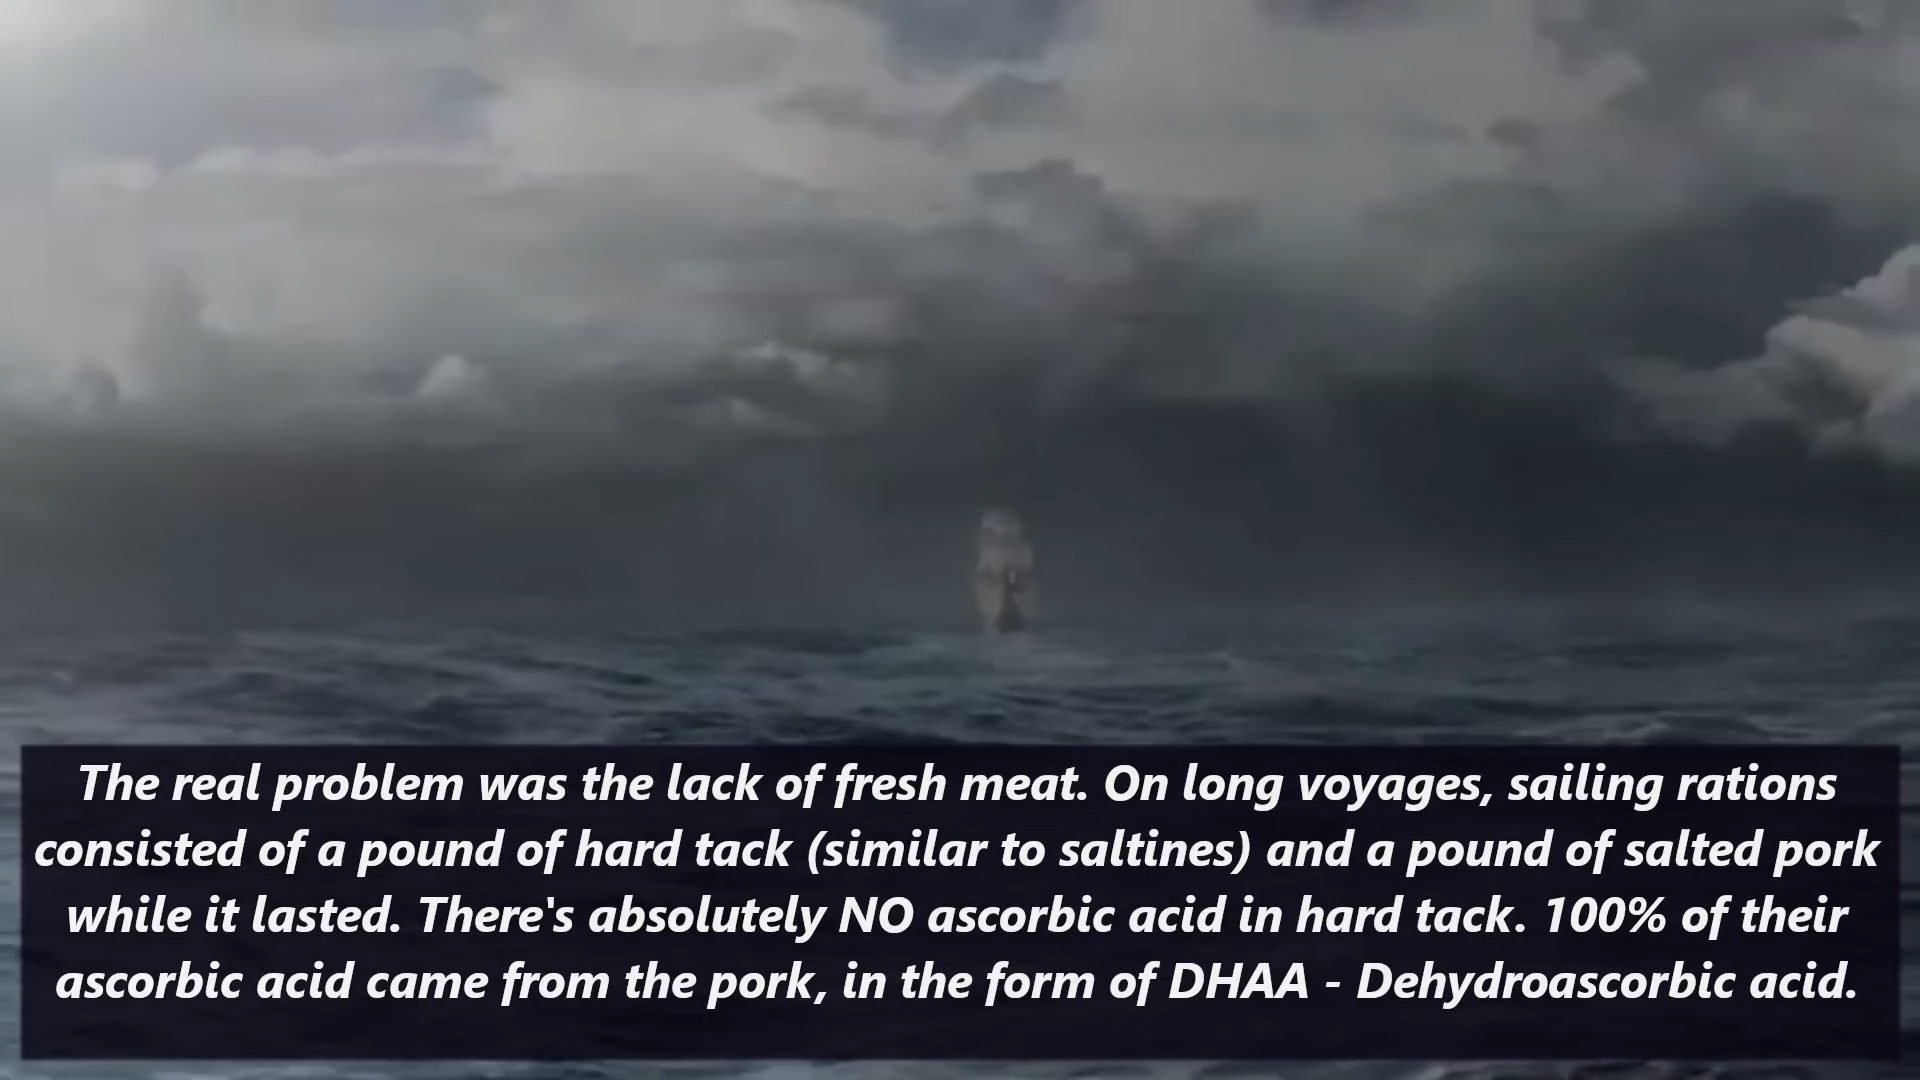 The real problem was the lack of fresh meat. On long voyages, sailing rations
consisted of a pound of hard tack (similar to saltines) and a pound of salted pork
while it lasted. There's absolutely NO ascorbic acid in hard tack. 100% of their
ascorbic acid came from the pork, in the form of DHAA - Dehydroascorbic acid.